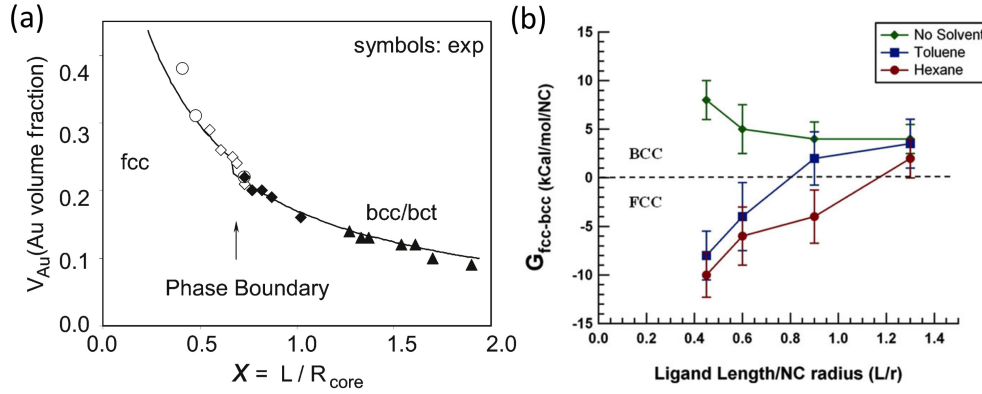 (a)
symbols: exp
fcc
bcc/bct
Phase Boundary
V_Au(Au volume fraction)
0.4
0.3
0.2
0.1
0.0
0.0 0.5 1.0 1.5 2.0
X = L / R_core
(b)
No Solvent
Toluene
Hexane
15
10
5
0
-5
-10
-15
BCC
FCC
G_fcc-bcc (kCal/mol/NC)
0.0 0.2 0.4 0.6 0.8 1.0 1.2 1.4
Ligand Length/NC radius (L/r)